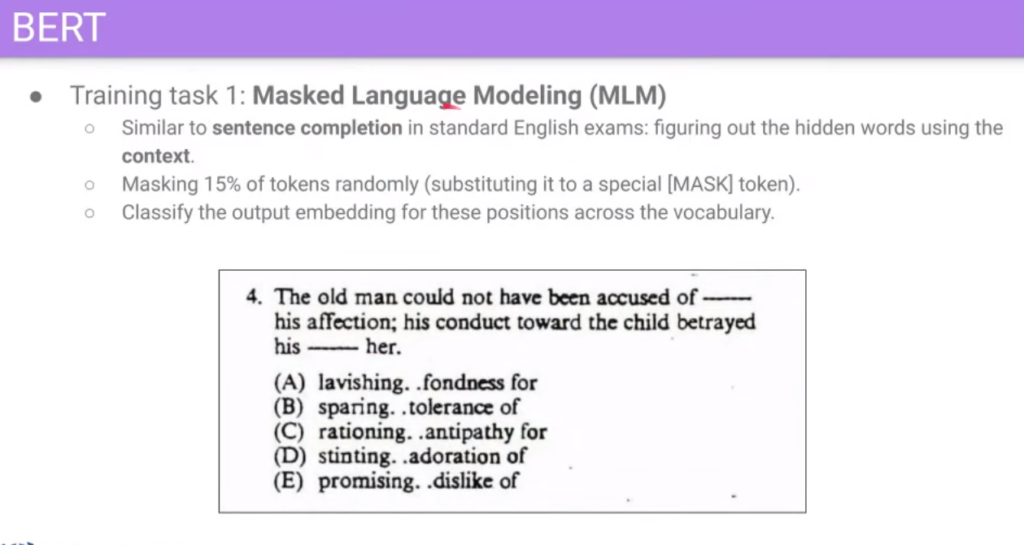 BERT
● Training task 1: Masked Language Modeling (MLM)
○ Similar to sentence completion in standard English exams: figuring out the hidden words using the
context.
○ Masking 15% of tokens randomly (substituting it to a special [MASK] token).
○ Classify the output embedding for these positions across the vocabulary.
4. The old man could not have been accused of ——
his affection; his conduct toward the child betrayed
his —— her.
(A) lavishing. .fondness for
(B) sparing. .tolerance of
(C) rationing. .antipathy for
(D) stinting. .adoration of
(E) promising. .dislike of